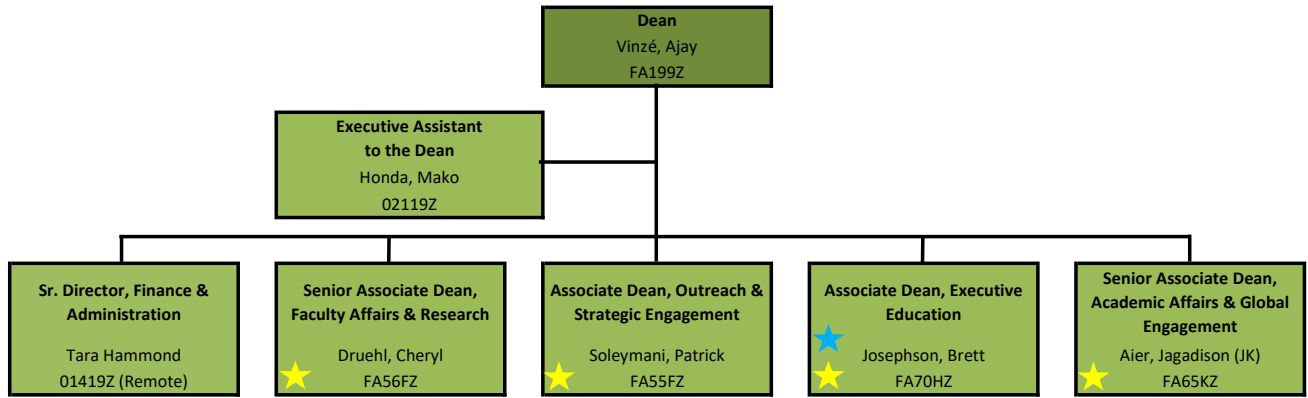 Dean
Vinzé, Ajay
FA199Z
Executive Assistant
to the Dean
Honda, Mako
02119Z
Sr. Director, Finance &
Administration
Tara Hammond
01419Z (Remote)
Senior Associate Dean,
Faculty Affairs & Research
Druehl, Cheryl
FA56FZ
Associate Dean, Outreach &
Strategic Engagement
Soleymani, Patrick
FA55FZ
Associate Dean, Executive
Education
Josephson, Brett
FA70HZ
Senior Associate Dean,
Academic Affairs & Global
Engagement
Aier, Jagadison (JK)
FA65KZ